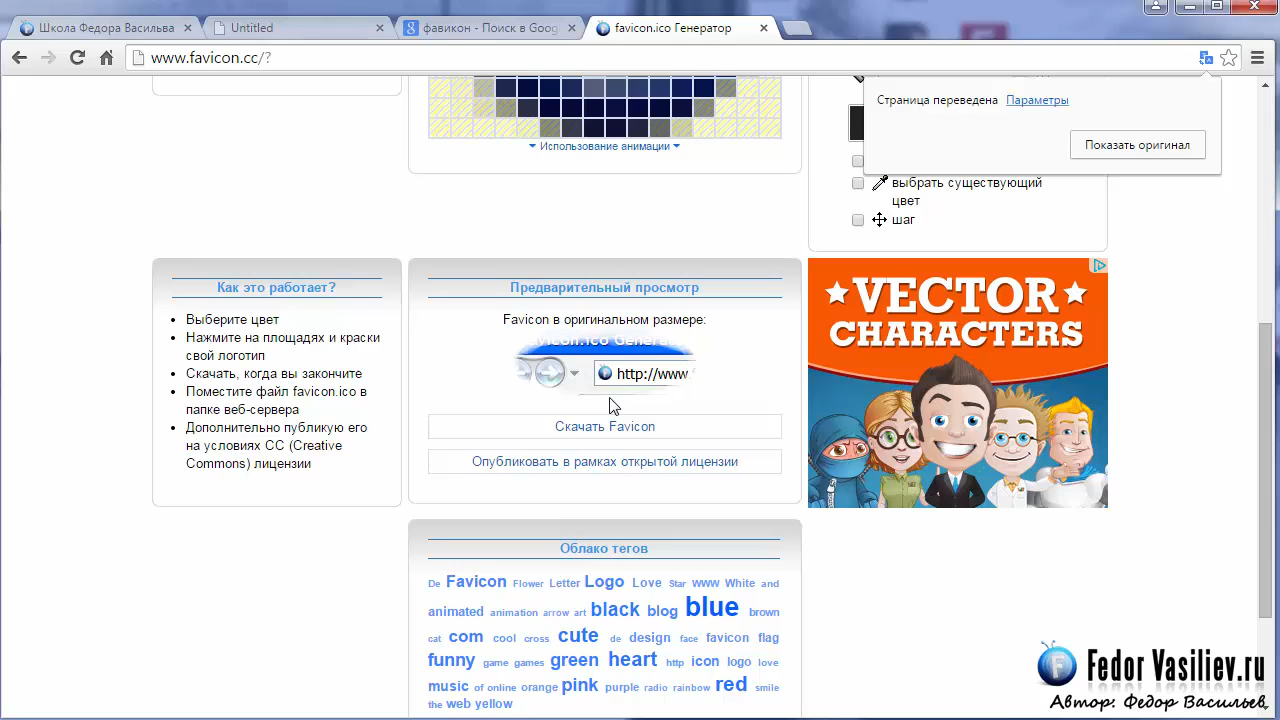 Школа Федора Васильва
Untitled
фавикон - Поиск в Goog
favicon.ico Генератор
www.favicon.cc/?
Страница переведена Параметры
Показать оригинал
Использование анимации
выбрать существующий
цвет
шаг
Как это работает?
Выберите цвет
Нажмите на площадях и краски
свой логотип
Скачать, когда вы закончите
Поместите файл favicon.ico в
папке веб-сервера
Дополнительно публикую его
на условиях CC (Creative
Commons) лицензии
Предварительный просмотр
Favicon в оригинальном размере:
http://www.
Скачать Favicon
Опубликовать в рамках открытой лицензии
VECTOR
CHARACTERS
Облако тегов
De Favicon Flower Letter Logo Love Star www White and
animated animation arrow art black blog blue brown
cat com cool cross cute de design face favicon flag
funny game games green heart http icon logo love
music of online orange pink purple radio rainbow red smile
the web yellow
Fedor Vasiliev.ru
Автор: Федор Васильев